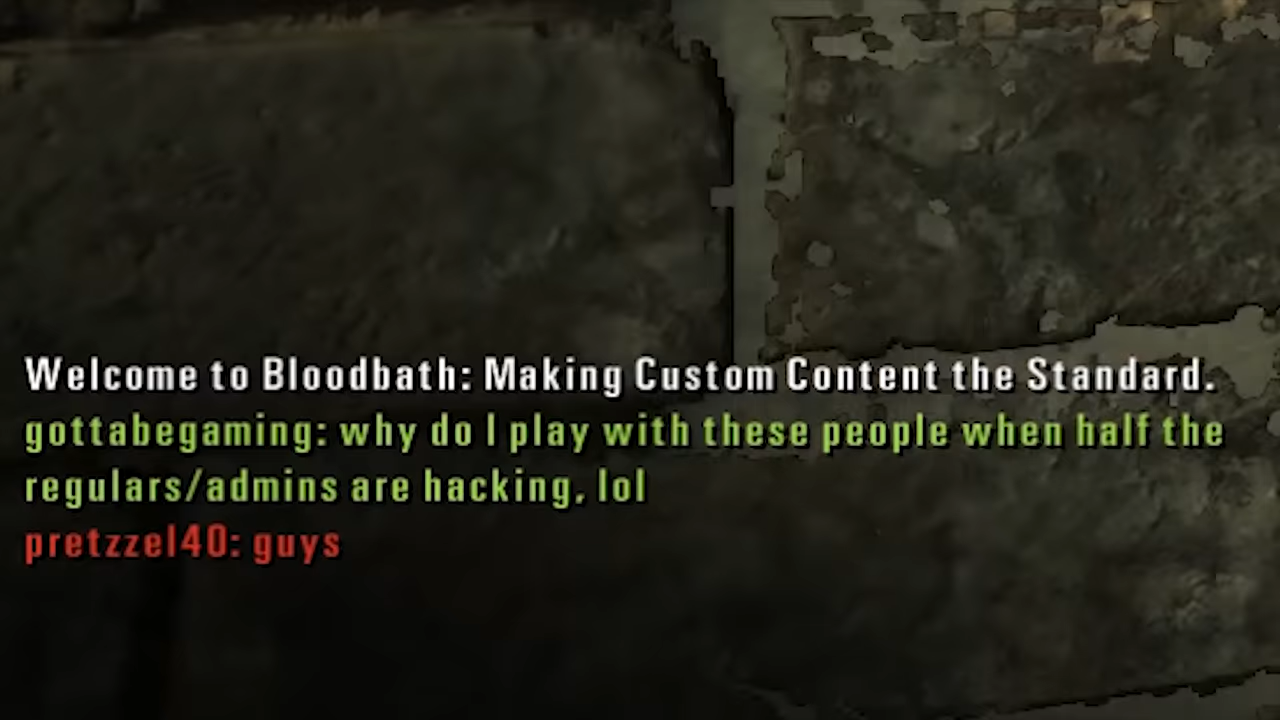 Welcome to Bloodbath: Making Custom Content the Standard.
gottabegaming: why do I play with these people when half the
regulars/admins are hacking, lol
pretzzel40: guys